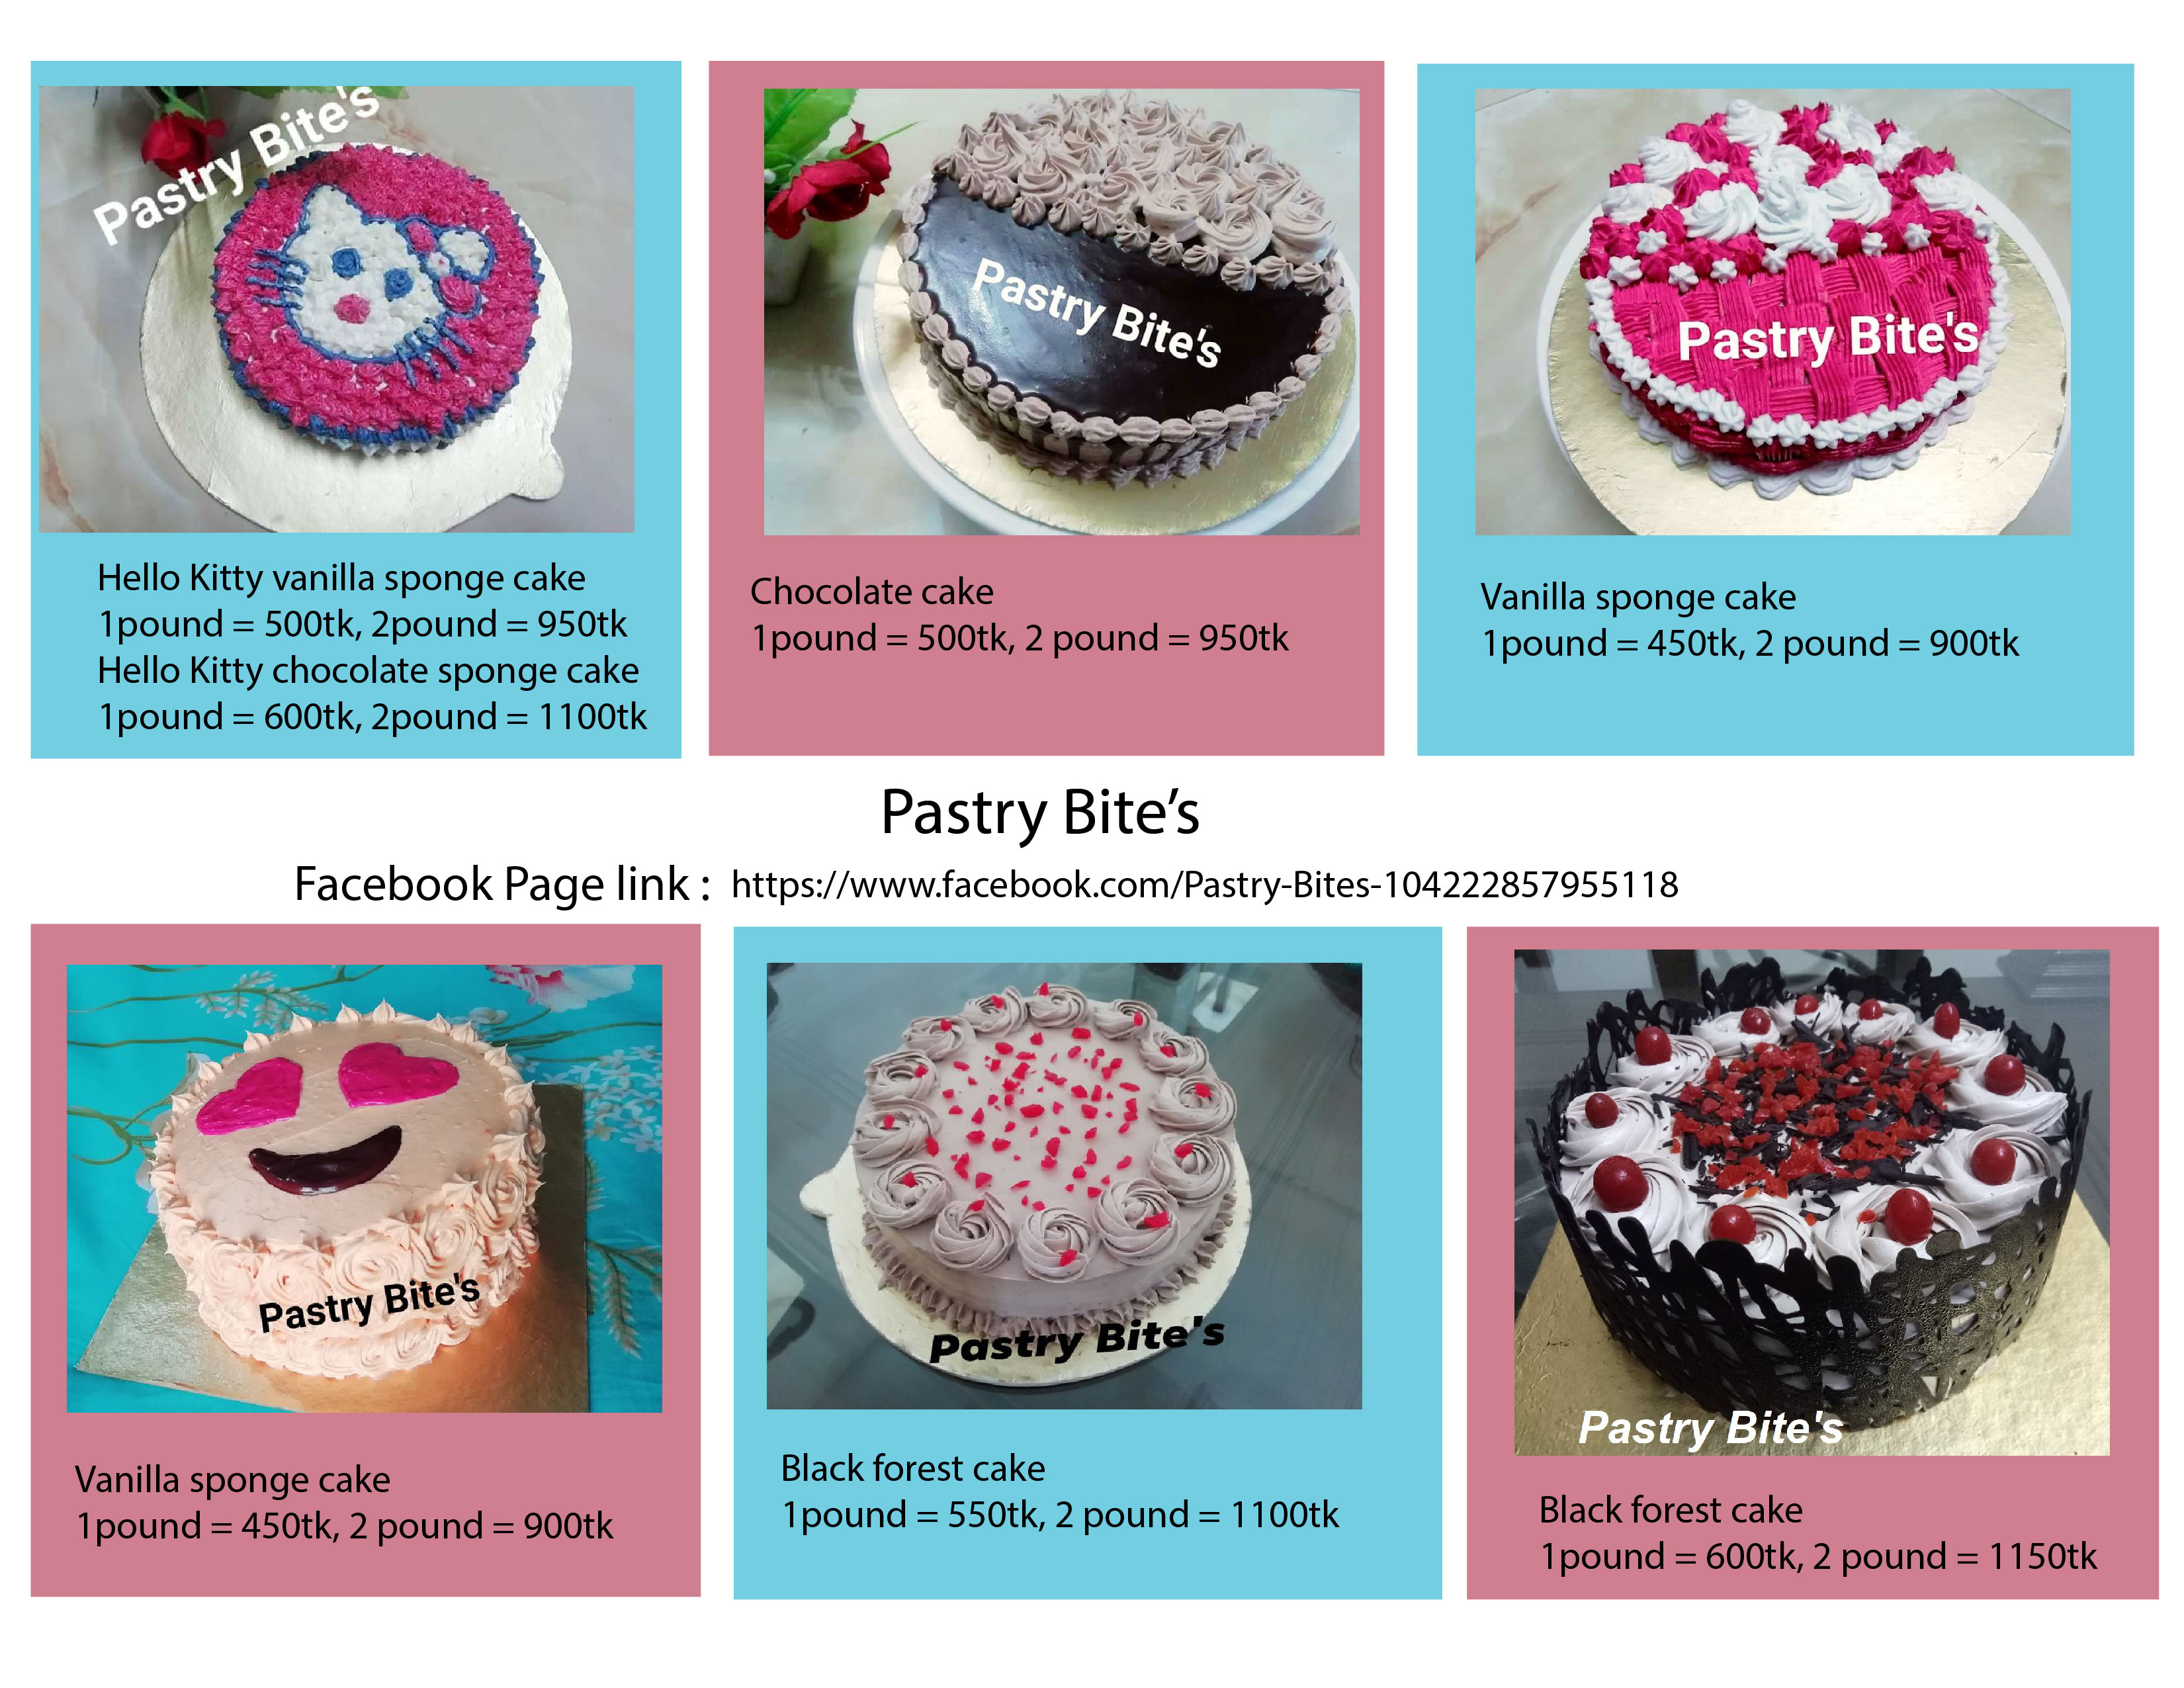 Pastry Bite's
Hello Kitty vanilla sponge cake
1pound = 500tk, 2pound = 950tk
Hello Kitty chocolate sponge cake
1pound = 600tk, 2pound = 1100tk
Pastry Bite's
Chocolate cake
1pound = 500tk, 2 pound = 950tk
Pastry Bite's
Vanilla sponge cake
1pound = 450tk, 2 pound = 900tk
Pastry Bite’s
Facebook Page link : https://www.facebook.com/Pastry-Bites-104222857955118
Pastry Bite's
Vanilla sponge cake
1pound = 450tk, 2 pound = 900tk
Pastry Bite's
Black forest cake
1pound = 550tk, 2 pound = 1100tk
Pastry Bite's
Black forest cake
1pound = 600tk, 2 pound = 1150tk